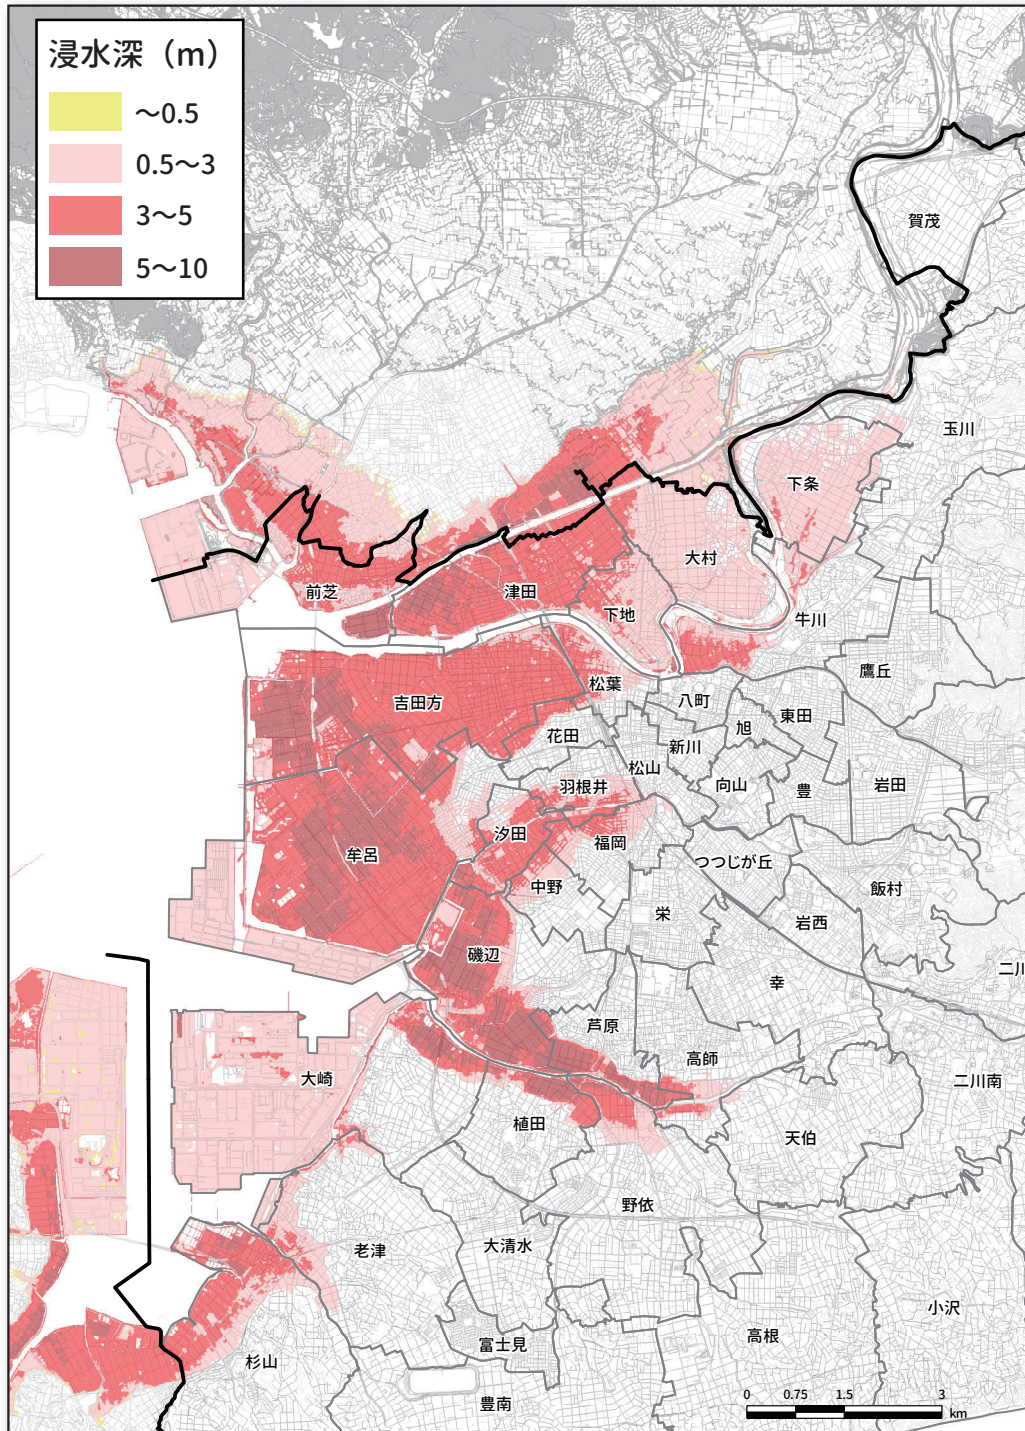 浸水深（m）
～0.5
0.5～3
3～5
5～10
賀茂
玉川
下条
大村
前芝
津田
下地
牛川
鷹丘
松葉
八町
吉田方
東田
旭
花田
新川
松山
羽根井
向山
豊
岩田
汐田
福岡
牟呂
つつじが丘
中野
飯村
栄
岩西
磯辺
幸
二川
芦原
高師
大崎
二川南
植田
天伯
野依
大清水
老津
小沢
高根
富士見
杉山
豊南
0 0.75 1.5 3
km